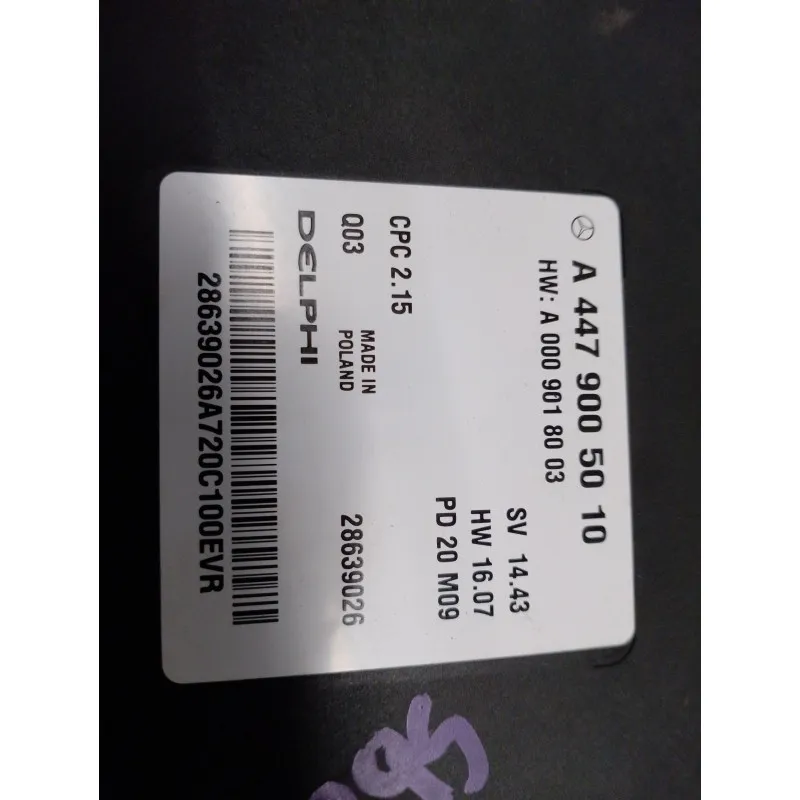 A 447 900 50 10
HW: A 000 901 80 03
SV 14.43
HW 16.07
PD 20 M09
CPC 2.15
Q03
MADE IN
POLAND
28639026
DELPHI
28639026A720C100EVR